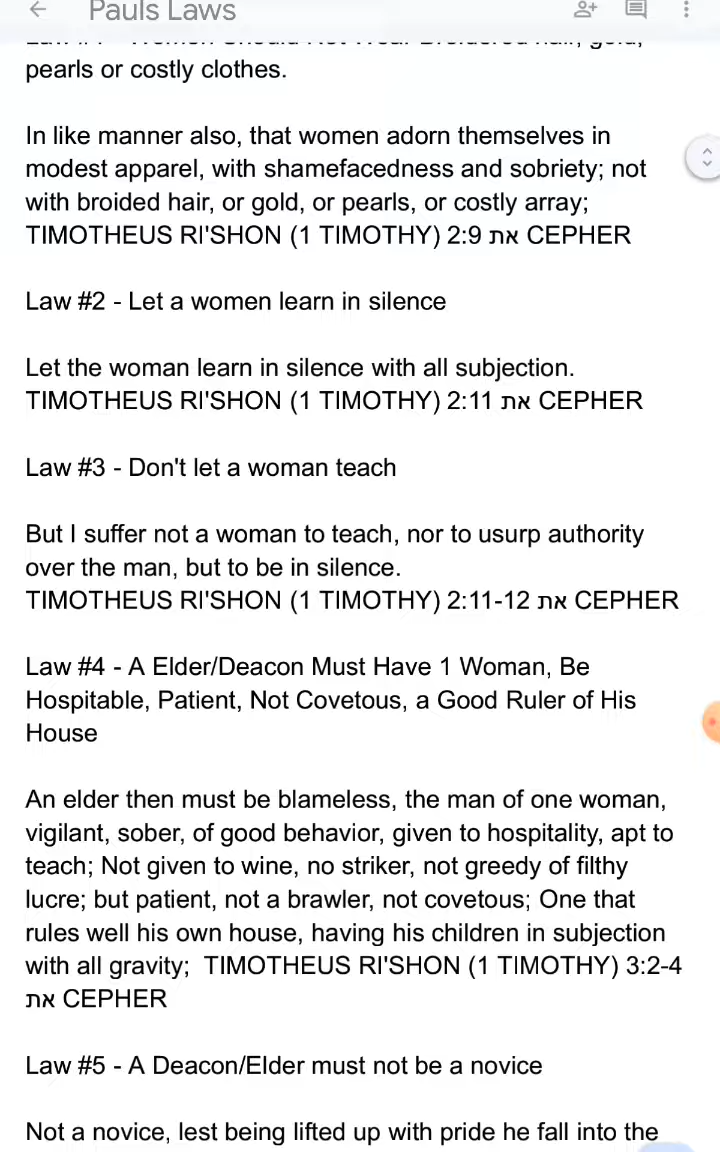 Pauls Laws
pearls or costly clothes.
In like manner also, that women adorn themselves in
modest apparel, with shamefacedness and sobriety; not
with broided hair, or gold, or pearls, or costly array;
TIMOTHEUS RI'SHON (1 TIMOTHY) 2:9 את CEPHER
Law #2 - Let a women learn in silence
Let the woman learn in silence with all subjection.
TIMOTHEUS RI'SHON (1 TIMOTHY) 2:11 את CEPHER
Law #3 - Don't let a woman teach
But I suffer not a woman to teach, nor to usurp authority
over the man, but to be in silence.
TIMOTHEUS RI'SHON (1 TIMOTHY) 2:11-12 את CEPHER
Law #4 - A Elder/Deacon Must Have 1 Woman, Be
Hospitable, Patient, Not Covetous, a Good Ruler of His
House
An elder then must be blameless, the man of one woman,
vigilant, sober, of good behavior, given to hospitality, apt to
teach; Not given to wine, no striker, not greedy of filthy
lucre; but patient, not a brawler, not covetous; One that
rules well his own house, having his children in subjection
with all gravity;  TIMOTHEUS RI'SHON (1 TIMOTHY) 3:2-4
את CEPHER
Law #5 - A Deacon/Elder must not be a novice
Not a novice, lest being lifted up with pride he fall into the